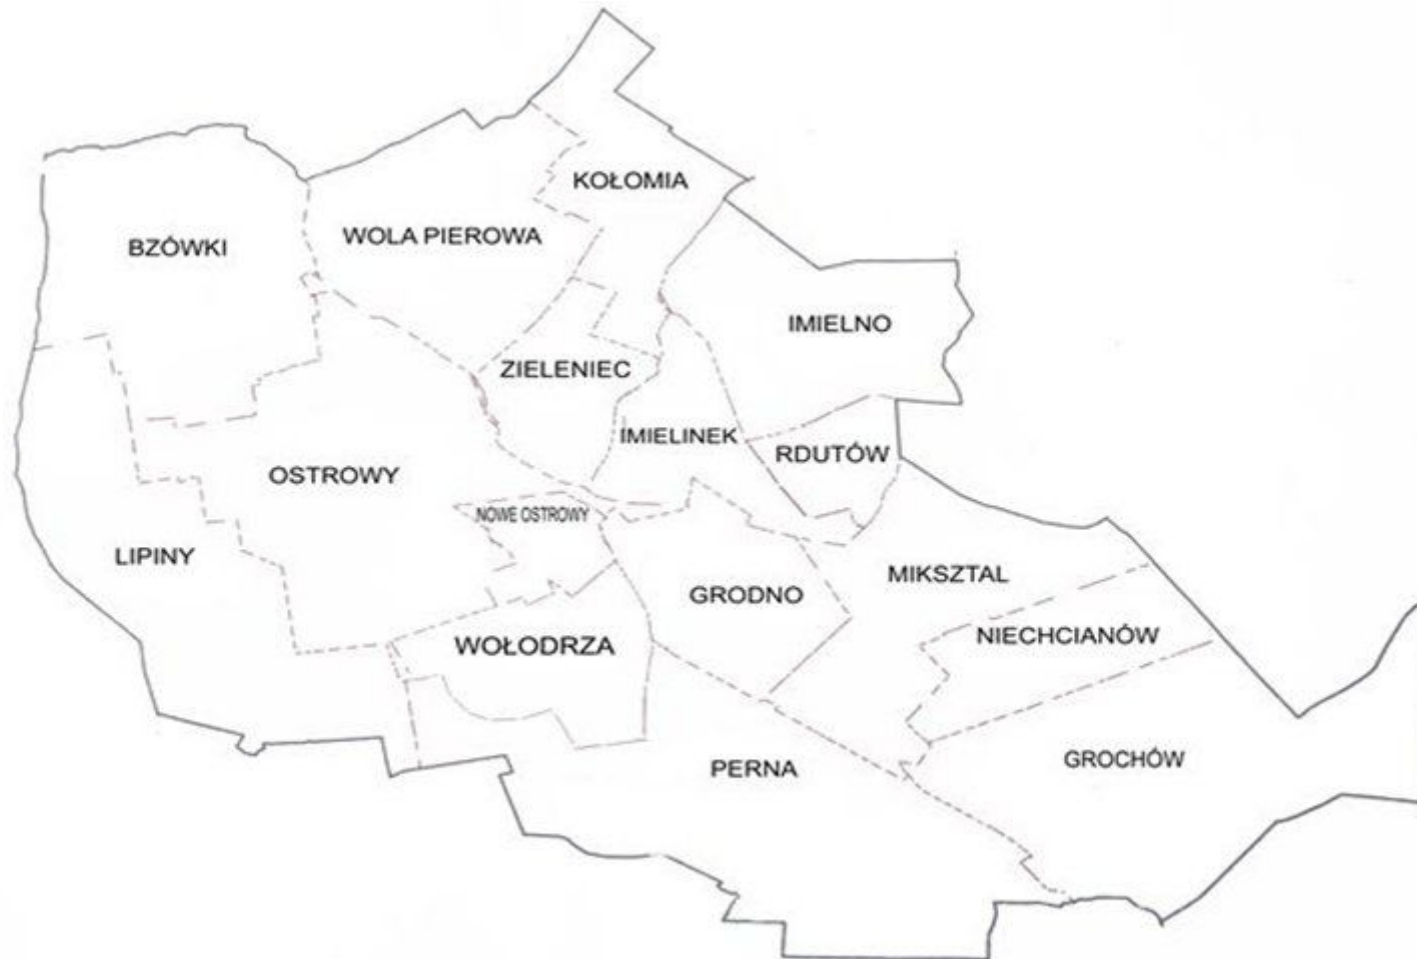 KOŁOMIA
WOLA PIEROWA
BZÓWKI
IMIELNO
ZIELENIEC
IMIELINEK
RDUTÓW
OSTROWY
NOWE OSTROWY
LIPINY
MIKSZTAL
GRODNO
NIECHCIANÓW
WOŁODRZA
GROCHÓW
PERNA